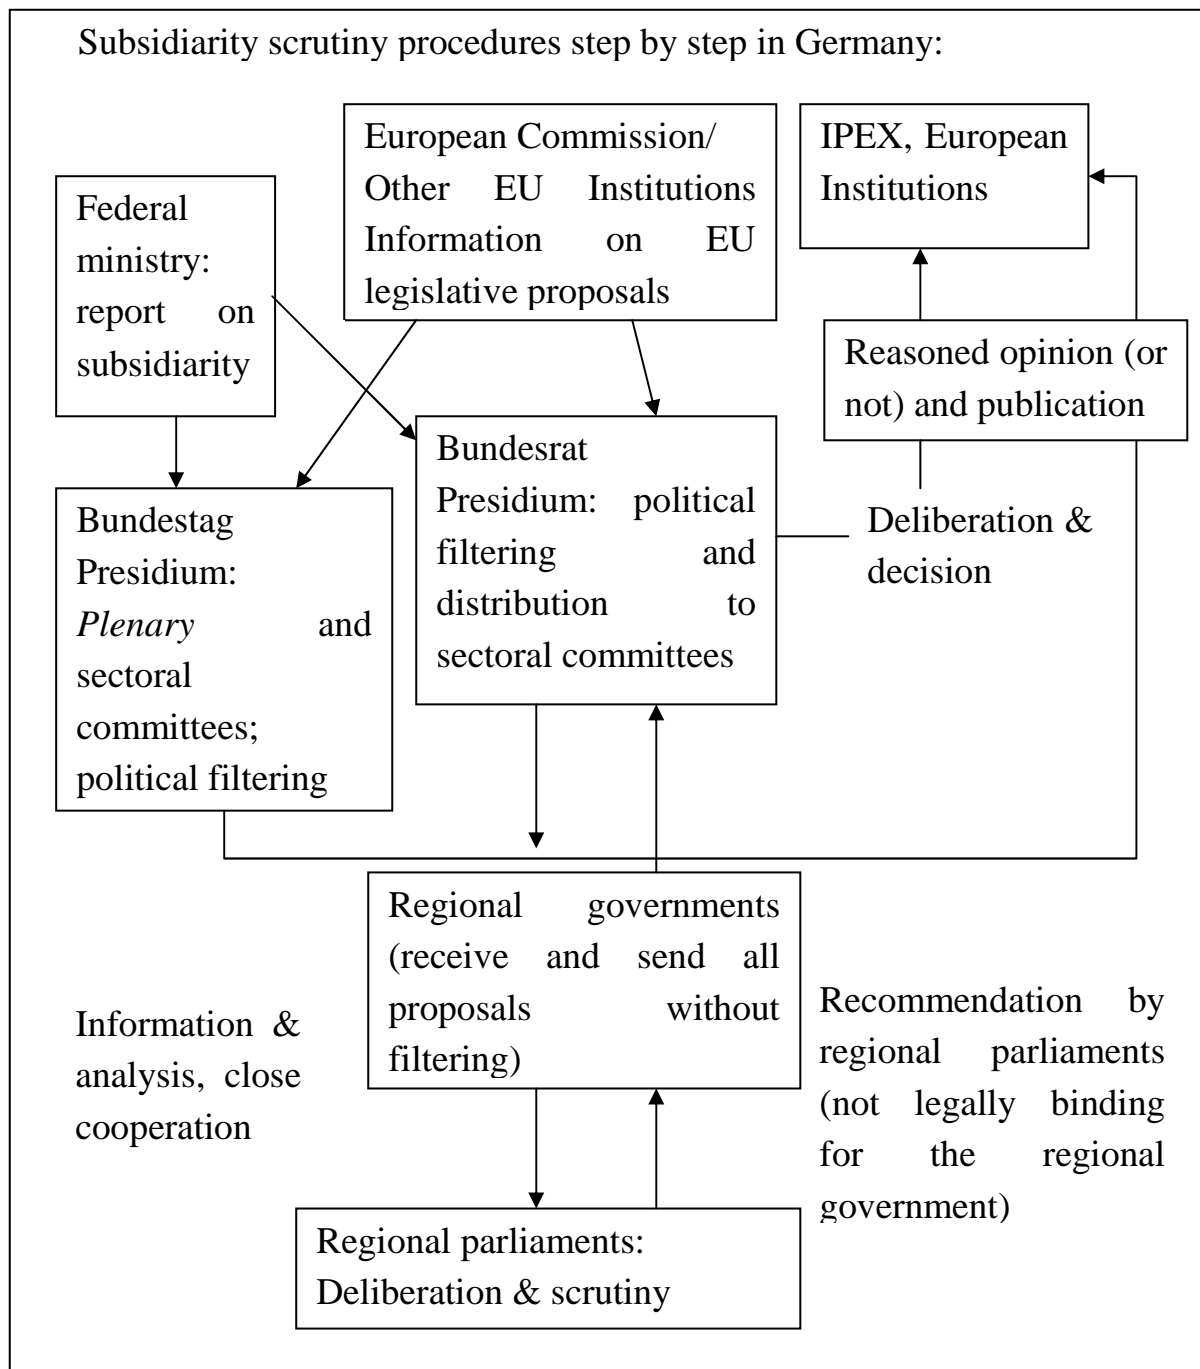 Subsidiarity scrutiny procedures step by step in Germany:
European Commission/
Other EU Institutions
Information on EU
legislative proposals
IPEX, European
Institutions
Federal
ministry:
report on
subsidiarity
Reasoned opinion (or
not) and publication
Bundesrat
Presidium: political
filtering and
distribution to
sectoral committees
Deliberation &
decision
Bundestag
Presidium:
Plenary and
sectoral
committees;
political filtering
Regional governments
(receive and send all
proposals without
filtering)
Information &
analysis, close
cooperation
Recommendation by
regional parliaments
(not legally binding
for the regional
government)
Regional parliaments:
Deliberation & scrutiny